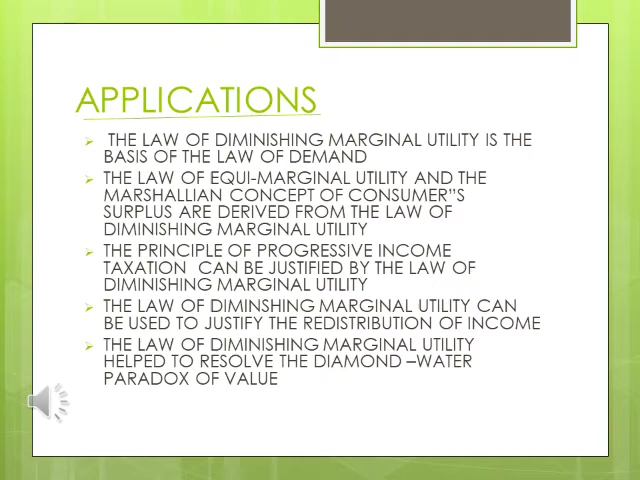 APPLICATIONS
THE LAW OF DIMINISHING MARGINAL UTILITY IS THE
BASIS OF THE LAW OF DEMAND
THE LAW OF EQUI-MARGINAL UTILITY AND THE
MARSHALLIAN CONCEPT OF CONSUMER”S
SURPLUS ARE DERIVED FROM THE LAW OF
DIMINISHING MARGINAL UTILITY
THE PRINCIPLE OF PROGRESSIVE INCOME
TAXATION CAN BE JUSTIFIED BY THE LAW OF
DIMINISHING MARGINAL UTILITY
THE LAW OF DIMINSHING MARGINAL UTILITY CAN
BE USED TO JUSTIFY THE REDISTRIBUTION OF INCOME
THE LAW OF DIMINISHING MARGINAL UTILITY
HELPED TO RESOLVE THE DIAMOND –WATER
PARADOX OF VALUE